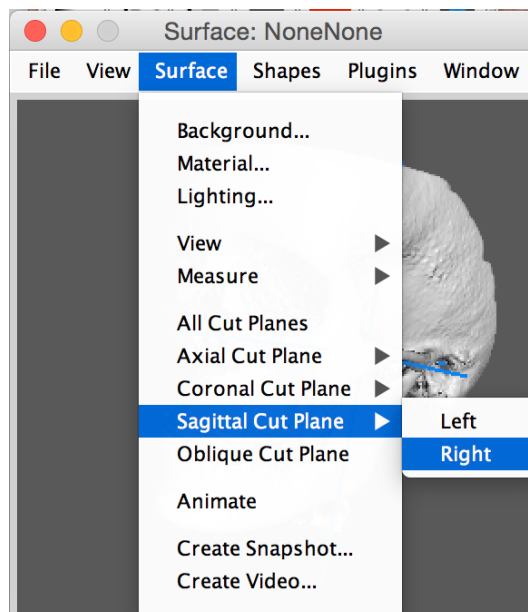 Surface: NoneNone
File View Surface Shapes Plugins Window
Background...
Material...
Lighting...
View
Measure
All Cut Planes
Axial Cut Plane
Coronal Cut Plane
Sagittal Cut Plane
Left
Right
Oblique Cut Plane
Animate
Create Snapshot...
Create Video...